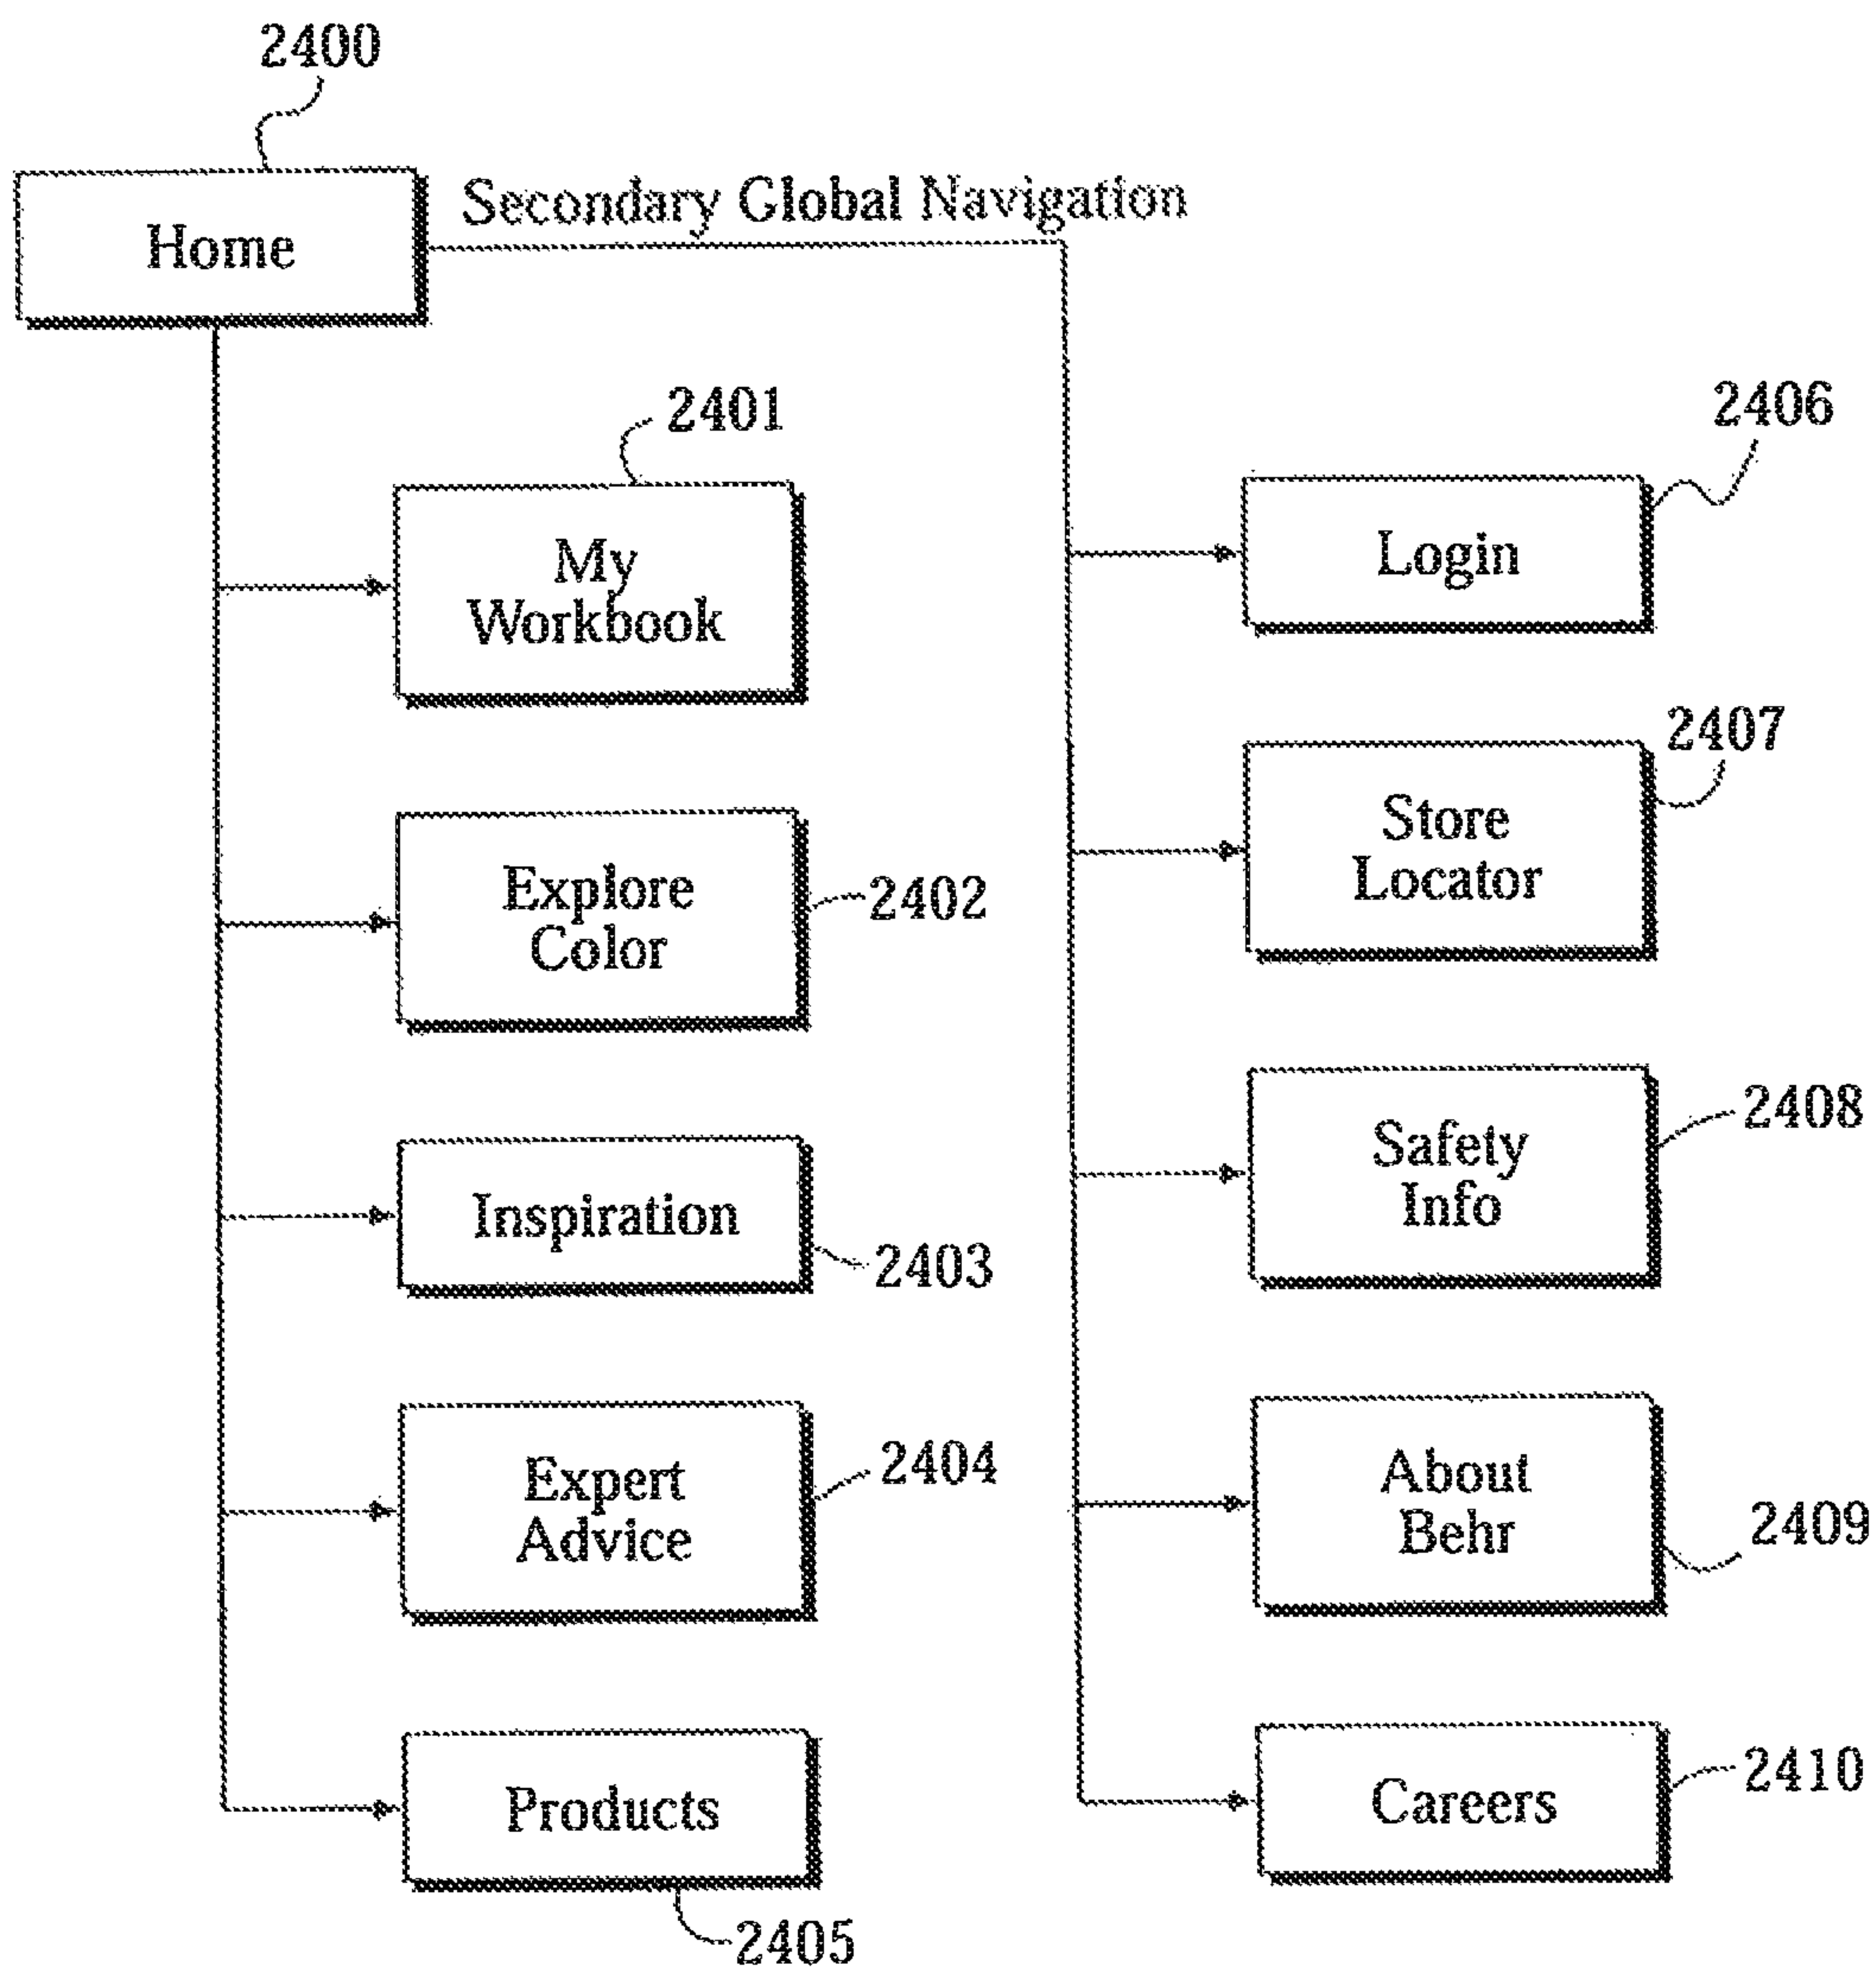 2400
Home
Secondary Global Navigation
2401
My
Workbook
Explore
Color
2402
Inspiration
2403
Expert
Advice
2404
Products
2405
2406
Login
2407
Store
Locator
2408
Safety
Info
About
Behr
2409
Careers
2410